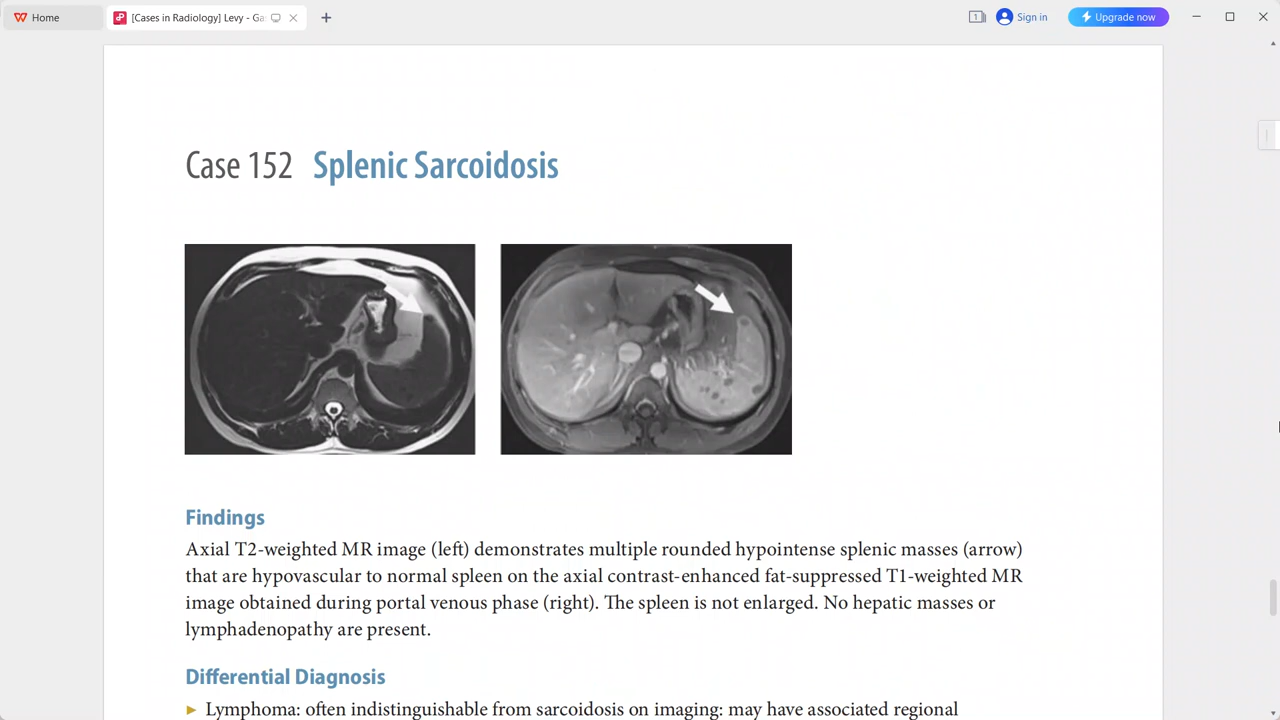 Home
[Cases in Radiology] Levy - Ga
1
Sign in
Upgrade now
Case 152 Splenic Sarcoidosis
Findings
Axial T2-weighted MR image (left) demonstrates multiple rounded hypointense splenic masses (arrow)
that are hypovascular to normal spleen on the axial contrast-enhanced fat-suppressed T1-weighted MR
image obtained during portal venous phase (right). The spleen is not enlarged. No hepatic masses or
lymphadenopathy are present.
Differential Diagnosis
► Lymphoma: often indistinguishable from sarcoidosis on imaging: may have associated regional